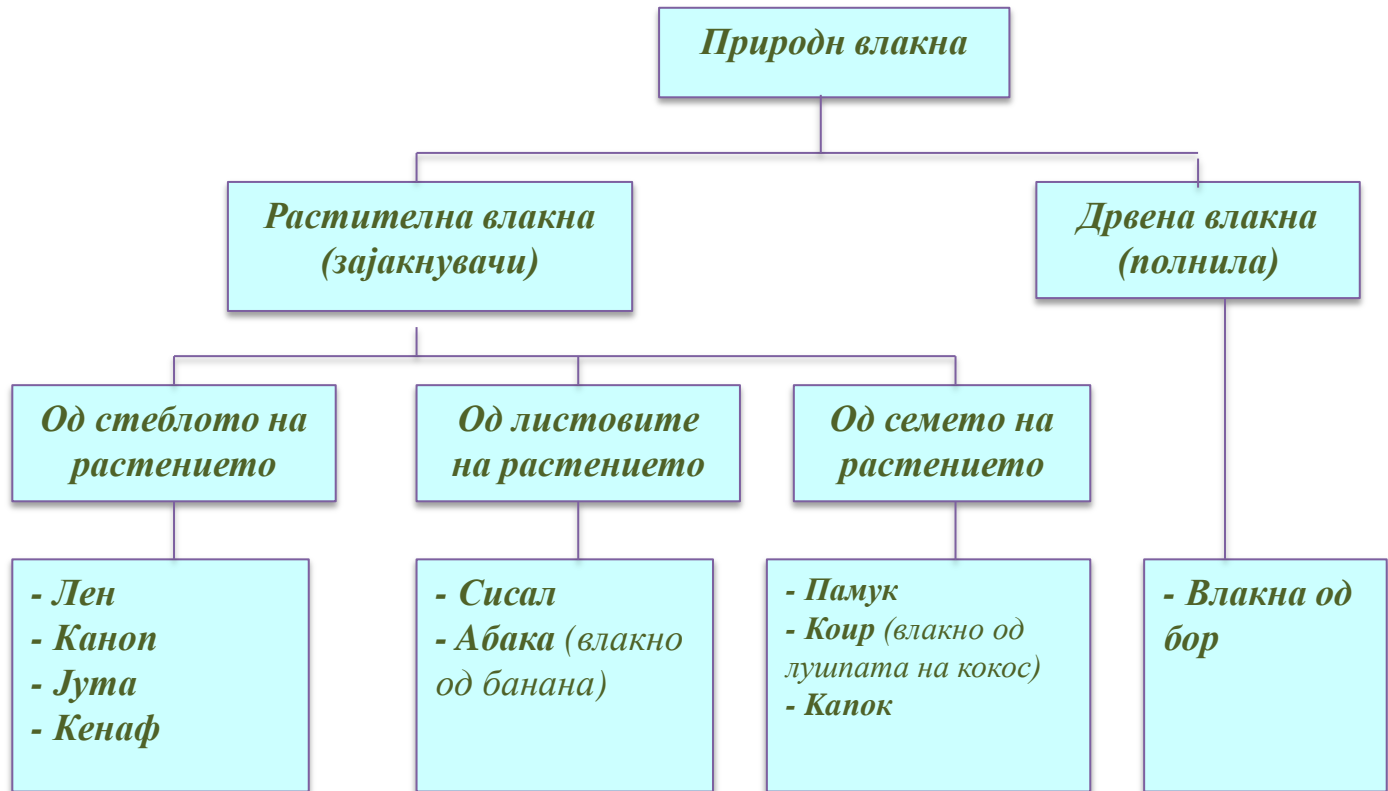 Природн влакна
Растителна влакна
(зајакнувачи)
Дрвена влакна
(полнила)
Од стеблото на
растението
Од листовите
на растението
Од семето на
растението
- Лен
- Каноп
- Јута
- Кенаф
- Сисал
- Абака (влакно
од банана)
- Памук
- Коир (влакно од
лушпата на кокос)
- Капок
- Влакна од
бор